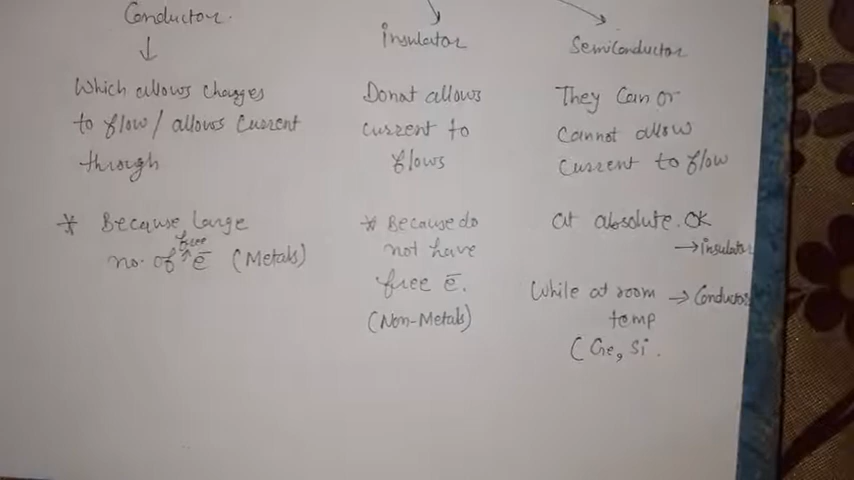 Conductor.
↓
Which allows charges
to flow / allows current
through
* Because large
no. of free e̅ (Metals)
insulator
Donot allows
current to
flows
* Because do
not have
free e̅.
(Non-Metals)
Semiconductor
They can or
cannot allow
current to flow
at absolute. OK
→ insulator
While at room → Conductor
temp
(Ge, Si.